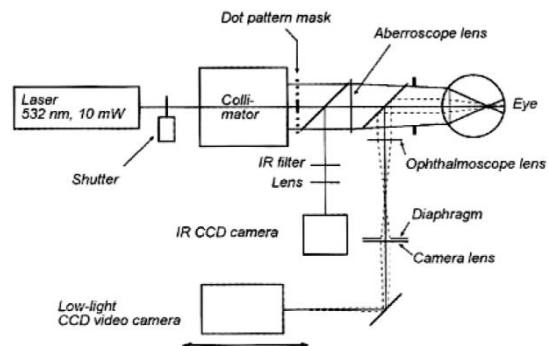 Dot pattern mask
Aberroscope lens
Laser
532 nm, 10 mW
Colli-
mator
Eye
Shutter
IR filter
Lens
Ophthalmoscope lens
IR CCD camera
Diaphragm
Camera lens
Low-light
CCD video camera